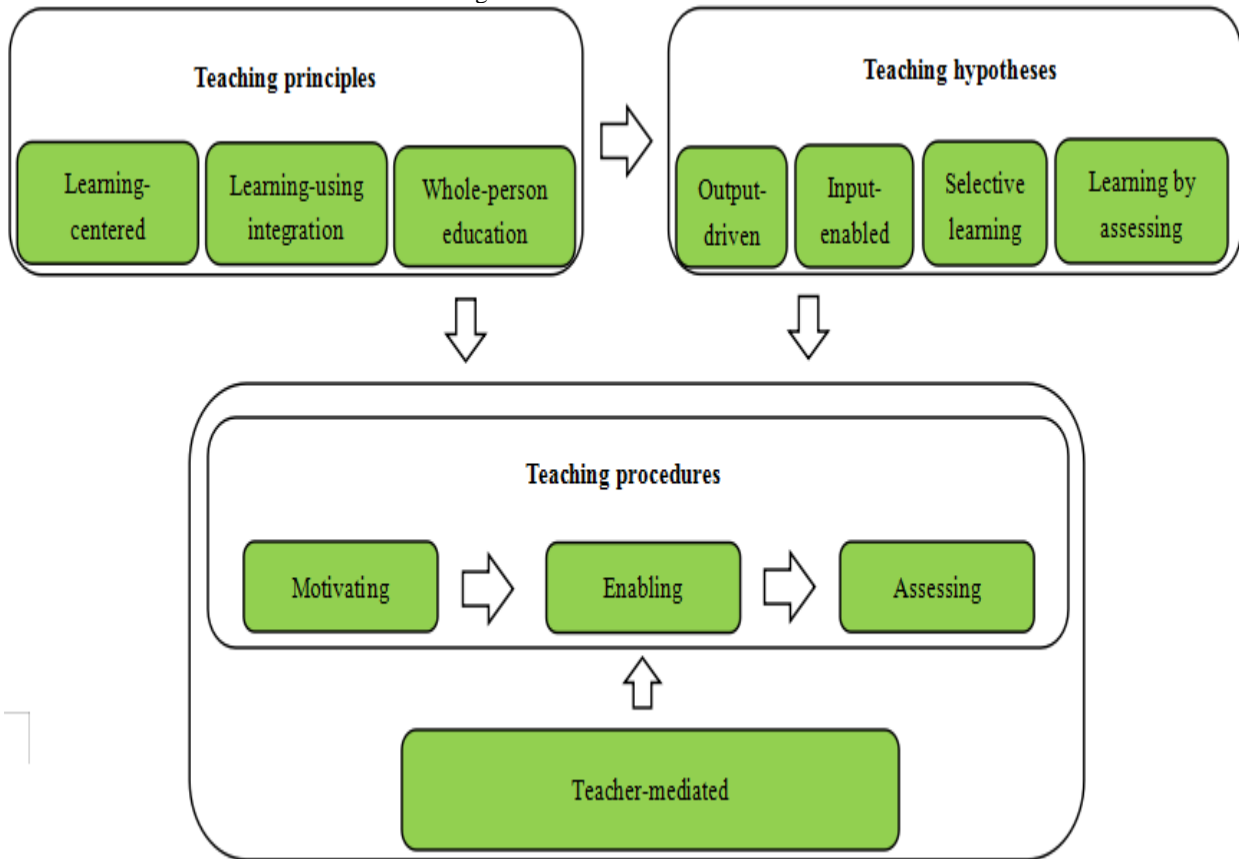 Teaching principles
Learning-
centered
Learning-using
integration
Whole-person
education
Teaching hypotheses
Output-
driven
Input-
enabled
Selective
learning
Learning by
assessing
Teaching procedures
Motivating
Enabling
Assessing
Teacher-mediated